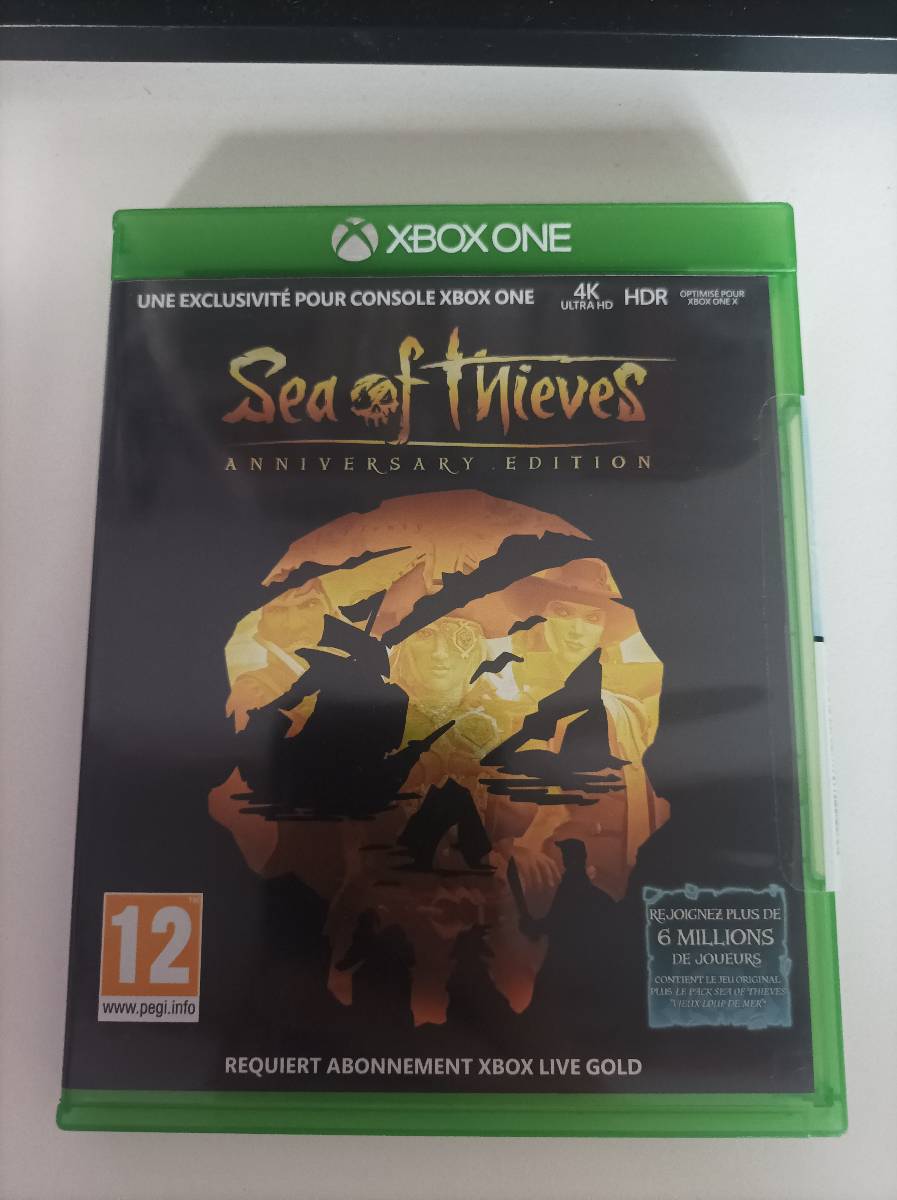 XBOX ONE
UNE EXCLUSIVITÉ POUR CONSOLE XBOX ONE
4K
ULTRA HD
HDR
OPTIMISÉ POUR
XBOX ONE X
Sea of Thieves
ANNIVERSARY EDITION
12
www.pegi.info
REJOIGNEZ PLUS DE
6 MILLIONS
DE JOUEURS
CONTIENT LE JEU ORIGINAL
PLUS LE PACK SEA OF THIEVES
"VIEUX LOUP DE MER"
REQUIERT ABONNEMENT XBOX LIVE GOLD